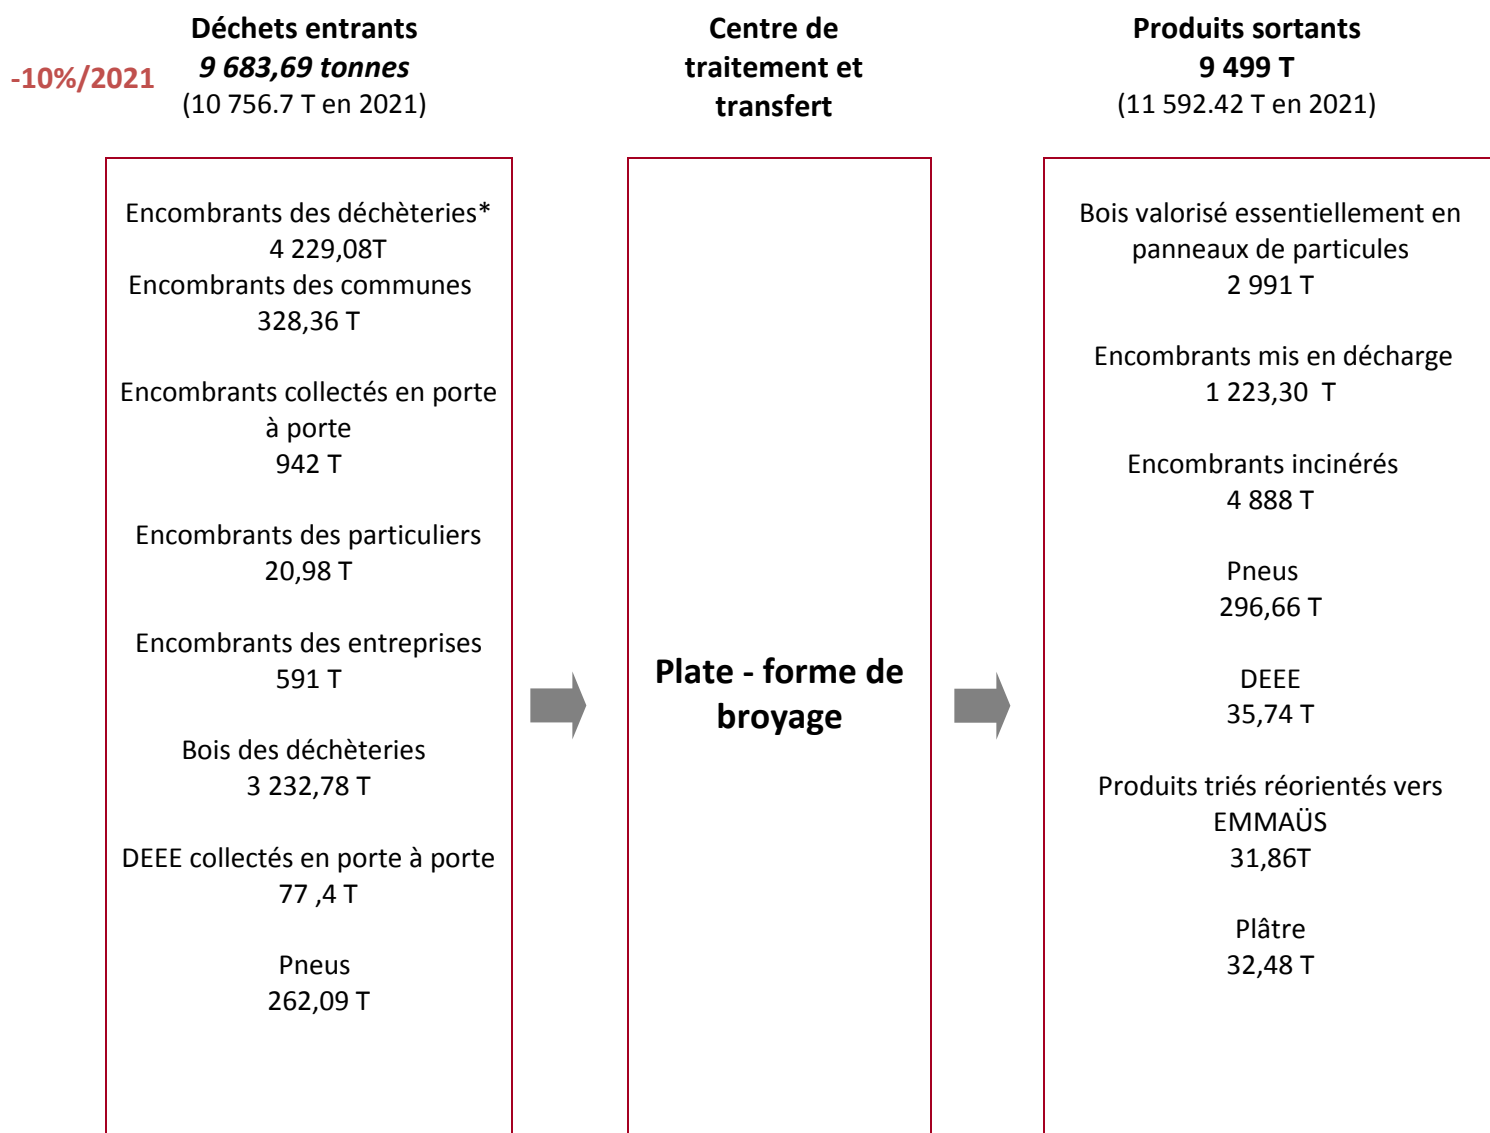 -10%/2021
Déchets entrants
9 683,69 tonnes
(10 756.7 T en 2021)
Centre de
traitement et
transfert
Produits sortants
9 499 T
(11 592.42 T en 2021)
Encombrants des déchèteries*
4 229,08T
Encombrants des communes
328,36 T
Encombrants collectés en porte
à porte
942 T
Encombrants des particuliers
20,98 T
Encombrants des entreprises
591 T
Bois des déchèteries
3 232,78 T
DEEE collectés en porte à porte
77 ,4 T
Pneus
262,09 T
Plate - forme de
broyage
Bois valorisé essentiellement en
panneaux de particules
2 991 T
Encombrants mis en décharge
1 223,30  T
Encombrants incinérés
4 888 T
Pneus
296,66 T
DEEE
35,74 T
Produits triés réorientés vers
EMMAÜS
31,86T
Plâtre
32,48 T